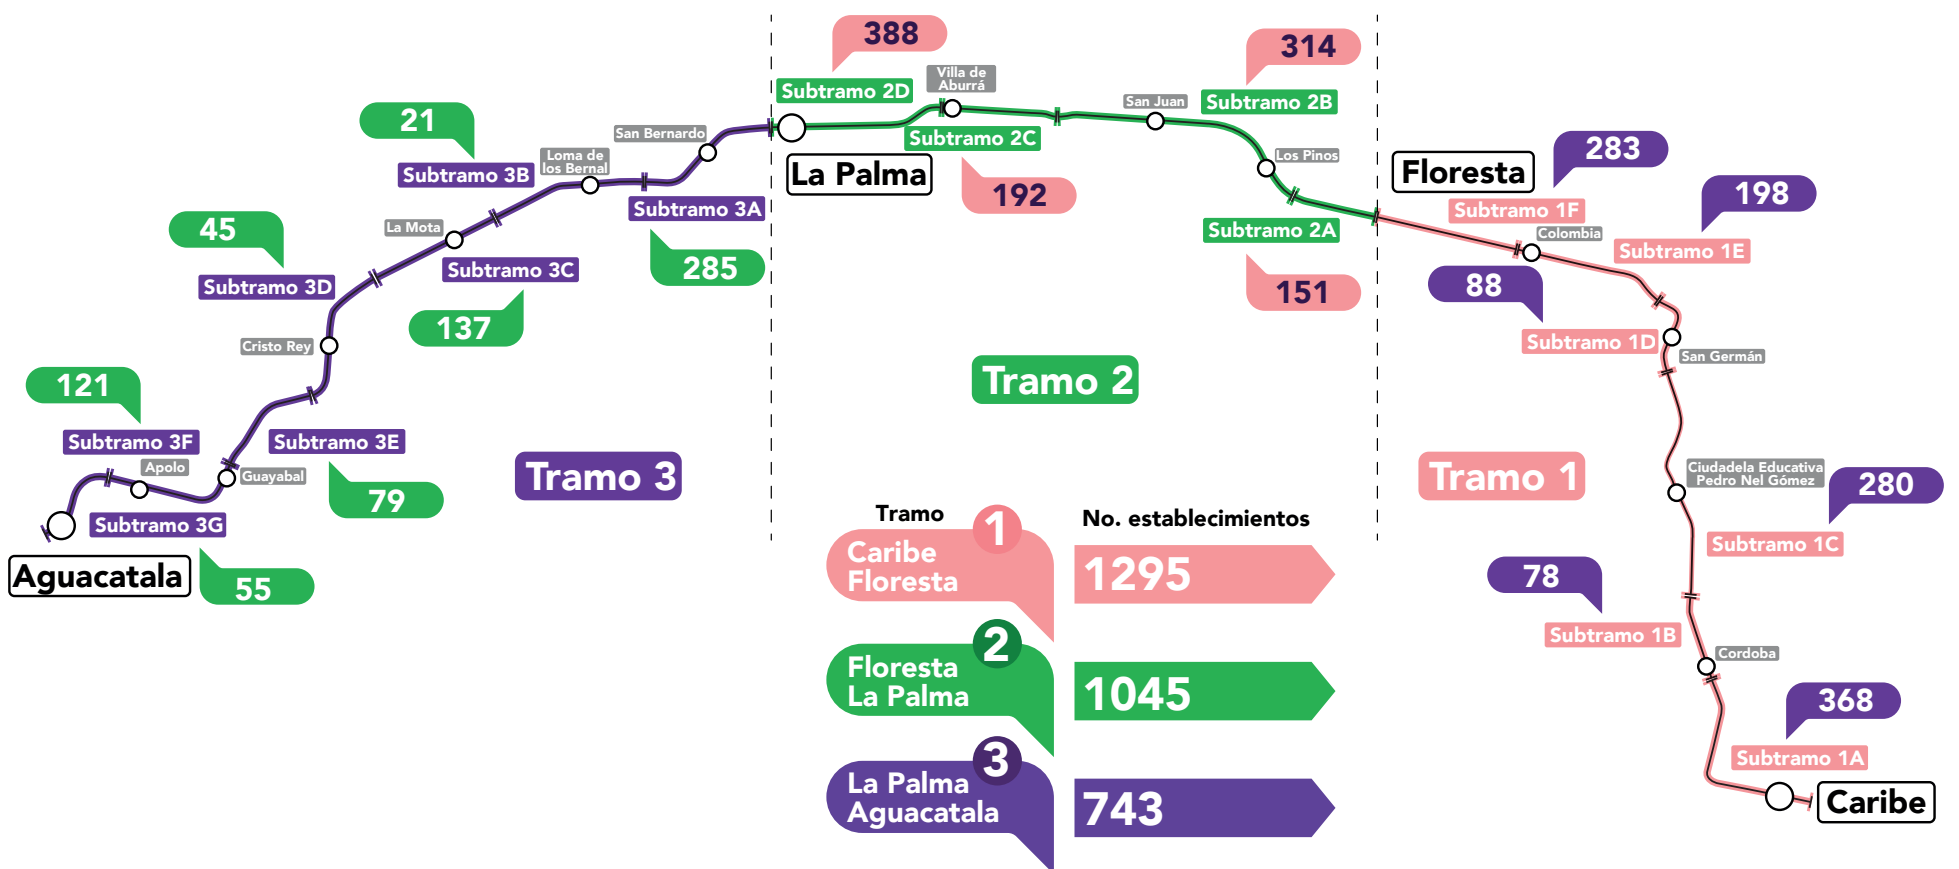 388
314
Subtramo 2D
Villa de
Aburrá
San Juan
Subtramo 2B
21
San Bernardo
Subtramo 2C
Loma de
los Bernal
Subtramo 3B
La Palma
192
Los Pinos
Floresta
283
198
Subtramo 3A
Subtramo 1F
Colombia
Subtramo 1E
45
La Mota
Subtramo 2A
285
Subtramo 3C
Subtramo 3D
137
151
88
Subtramo 1D
San Germán
Cristo Rey
121
Tramo 2
Subtramo 3F
Subtramo 3E
Apolo
Guayabal
79
Tramo 3
Tramo 1
Ciudadela Educativa
Pedro Nel Gómez
280
Subtramo 3G
Subtramo 1C
Aguacatala
55
78
Subtramo 1B
Cordoba
368
Subtramo 1A
Caribe
Tramo
No. establecimientos
1
Caribe
Floresta
1295
2
Floresta
La Palma
1045
3
La Palma
Aguacatala
743